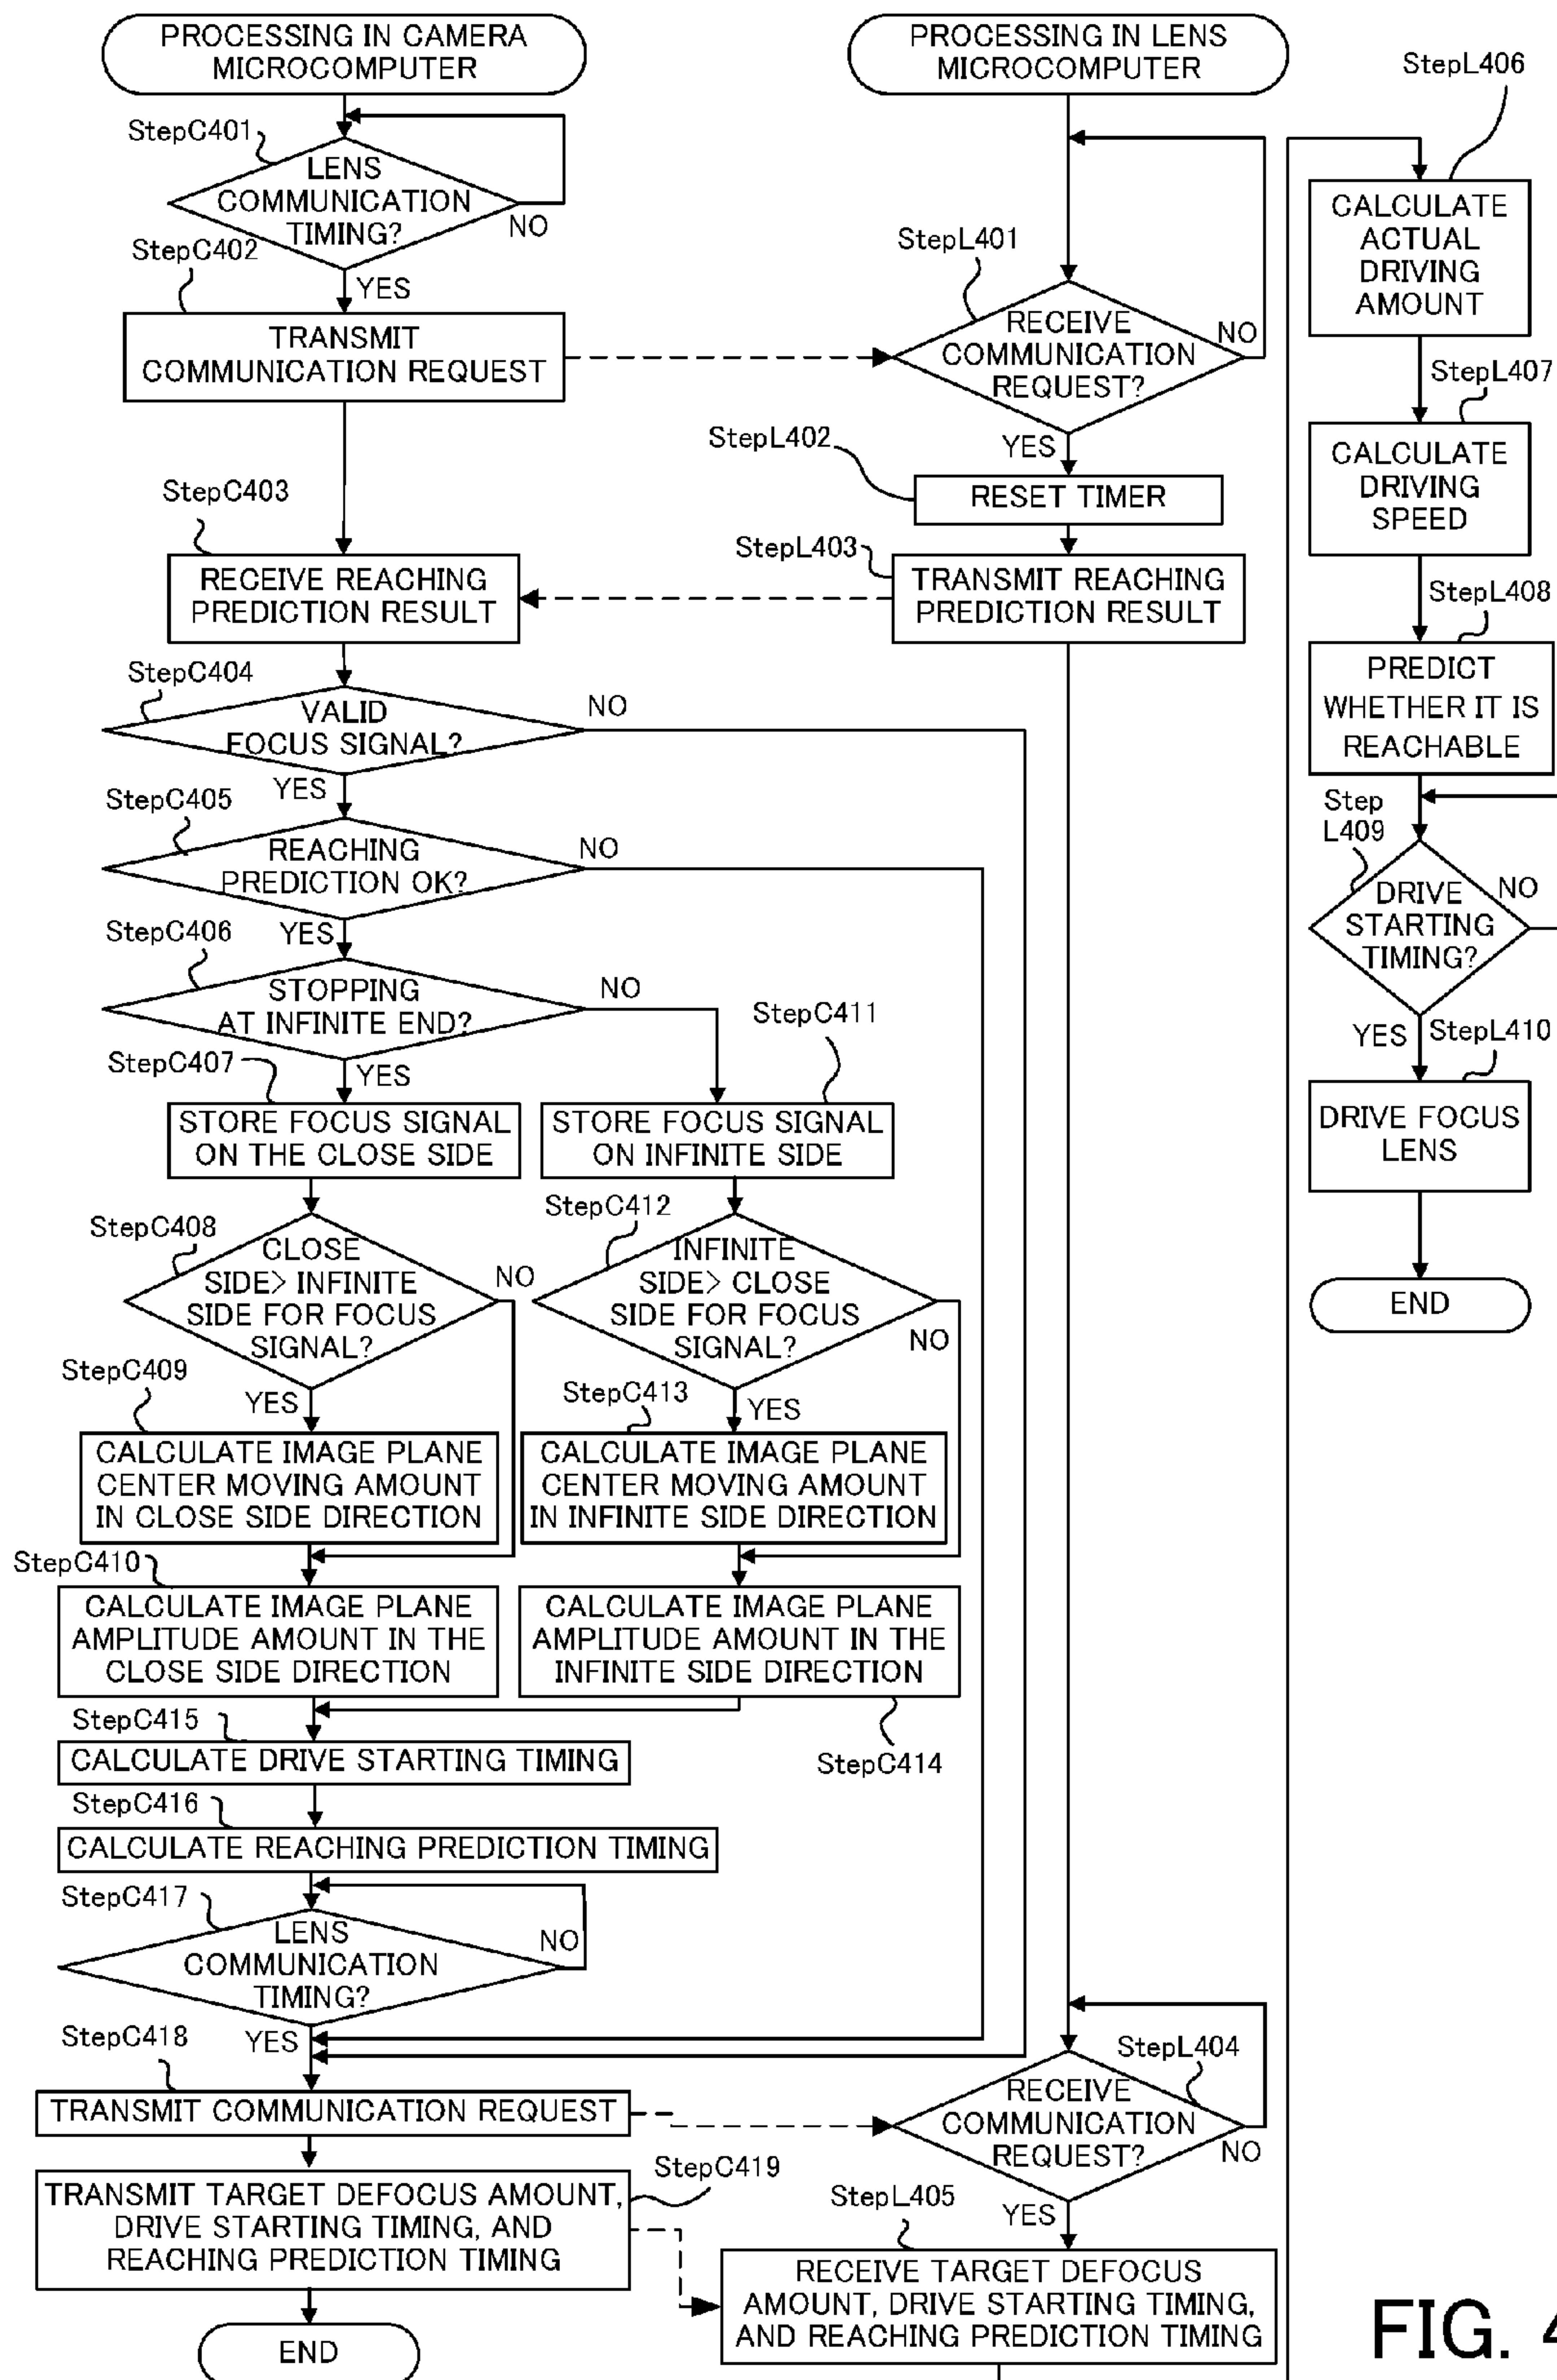 PROCESSING IN CAMERA
MICROCOMPUTER
StepC401
LENS
COMMUNICATION
TIMING?
NO
StepC402
YES
TRANSMIT
COMMUNICATION REQUEST
StepC403
RECEIVE REACHING
PREDICTION RESULT
StepC404
VALID
FOCUS SIGNAL?
NO
YES
StepC405
REACHING
PREDICTION OK?
NO
StepC406
YES
STOPPING
AT INFINITE END?
NO
StepC407
YES
STORE FOCUS SIGNAL
ON THE CLOSE SIDE
StepC408
CLOSE
SIDE> INFINITE
SIDE FOR FOCUS
SIGNAL?
NO
StepC409
YES
CALCULATE IMAGE PLANE
CENTER MOVING AMOUNT
IN CLOSE SIDE DIRECTION
StepC410
CALCULATE IMAGE PLANE
AMPLITUDE AMOUNT IN THE
CLOSE SIDE DIRECTION
StepC411
STORE FOCUS SIGNAL
ON INFINITE SIDE
StepC412
INFINITE
SIDE> CLOSE
SIDE FOR FOCUS
SIGNAL?
NO
StepC413
YES
CALCULATE IMAGE PLANE
CENTER MOVING AMOUNT
IN INFINITE SIDE DIRECTION
CALCULATE IMAGE PLANE
AMPLITUDE AMOUNT IN THE
INFINITE SIDE DIRECTION
StepC414
StepC415
CALCULATE DRIVE STARTING TIMING
StepC416
CALCULATE REACHING PREDICTION TIMING
StepC417
LENS
COMMUNICATION
TIMING?
NO
StepC418
YES
TRANSMIT COMMUNICATION REQUEST
StepC419
TRANSMIT TARGET DEFOCUS AMOUNT,
DRIVE STARTING TIMING, AND
REACHING PREDICTION TIMING
END
PROCESSING IN LENS
MICROCOMPUTER
StepL401
RECEIVE
COMMUNICATION
REQUEST?
NO
StepL402
YES
RESET TIMER
StepL403
TRANSMIT REACHING
PREDICTION RESULT
StepL404
RECEIVE
COMMUNICATION
REQUEST?
NO
StepL405
YES
RECEIVE TARGET DEFOCUS
AMOUNT, DRIVE STARTING TIMING,
AND REACHING PREDICTION TIMING
StepL406
CALCULATE
ACTUAL
DRIVING
AMOUNT
StepL407
CALCULATE
DRIVING
SPEED
StepL408
PREDICT
WHETHER IT IS
REACHABLE
Step
L409
DRIVE
STARTING
TIMING?
NO
YES
StepL410
DRIVE FOCUS
LENS
END
FIG. 4